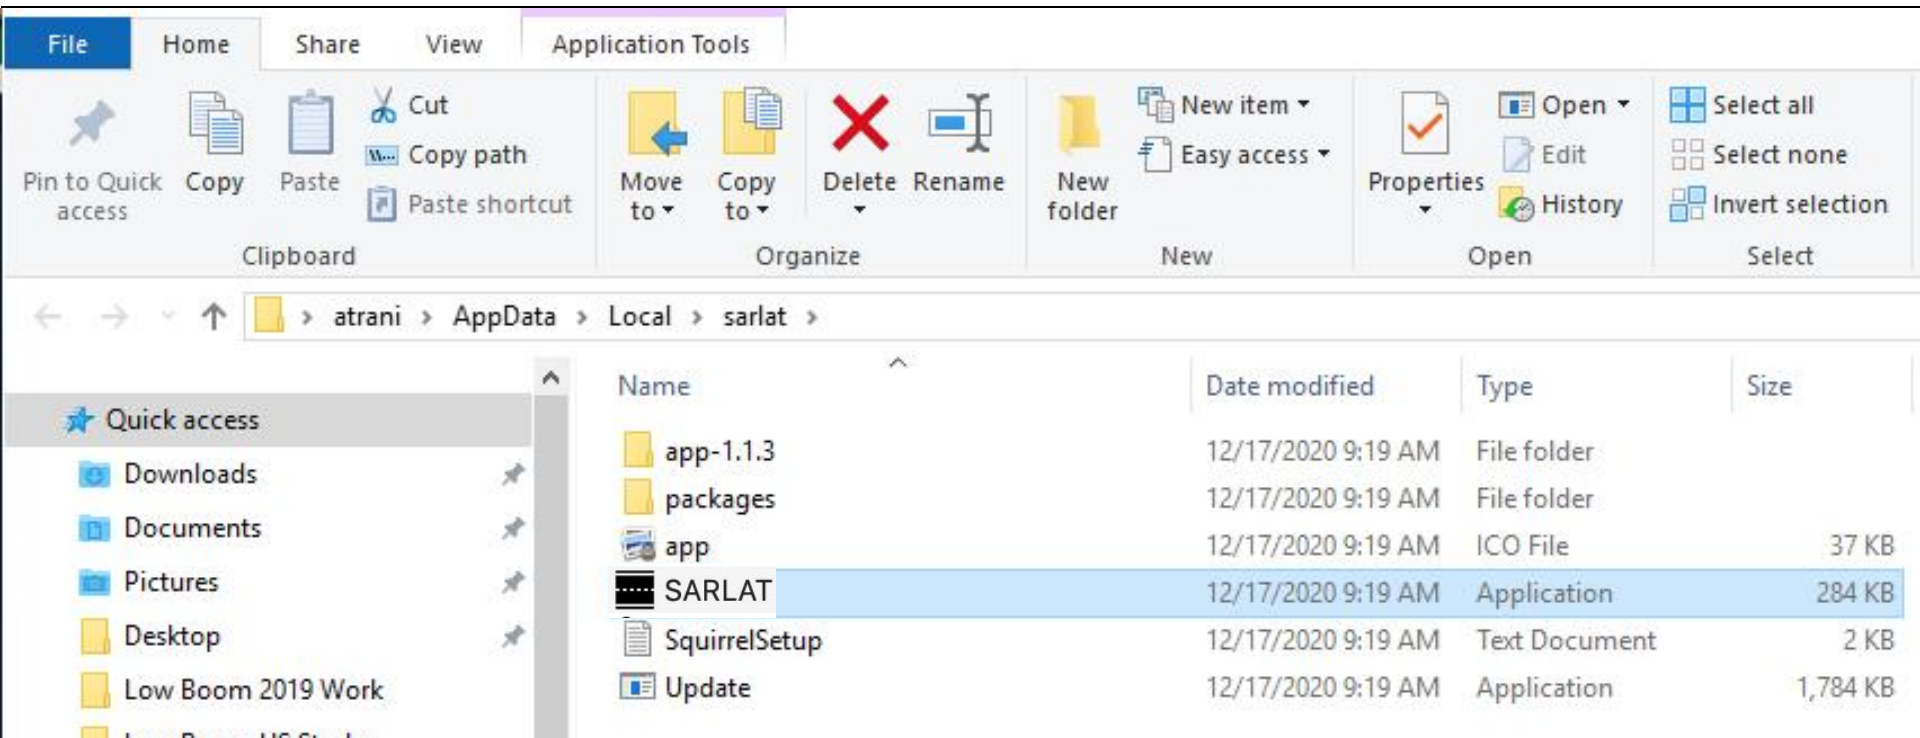 File Home Share View Application Tools
Pin to Quick access
Copy
Paste
Cut
Copy path
Paste shortcut
Clipboard
Move to
Copy to
Delete
Rename
Organize
New folder
New item
Easy access
New
Properties
Open
Edit
History
Open
Select all
Select none
Invert selection
Select
atrani > AppData > Local > sarlat >
Quick access
Downloads
Documents
Pictures
Desktop
Low Boom 2019 Work
Name Date modified Type Size
app-1.1.3 12/17/2020 9:19 AM File folder
packages 12/17/2020 9:19 AM File folder
app 12/17/2020 9:19 AM ICO File 37 KB
SARLAT 12/17/2020 9:19 AM Application 284 KB
SquirrelSetup 12/17/2020 9:19 AM Text Document 2 KB
Update 12/17/2020 9:19 AM Application 1,784 KB